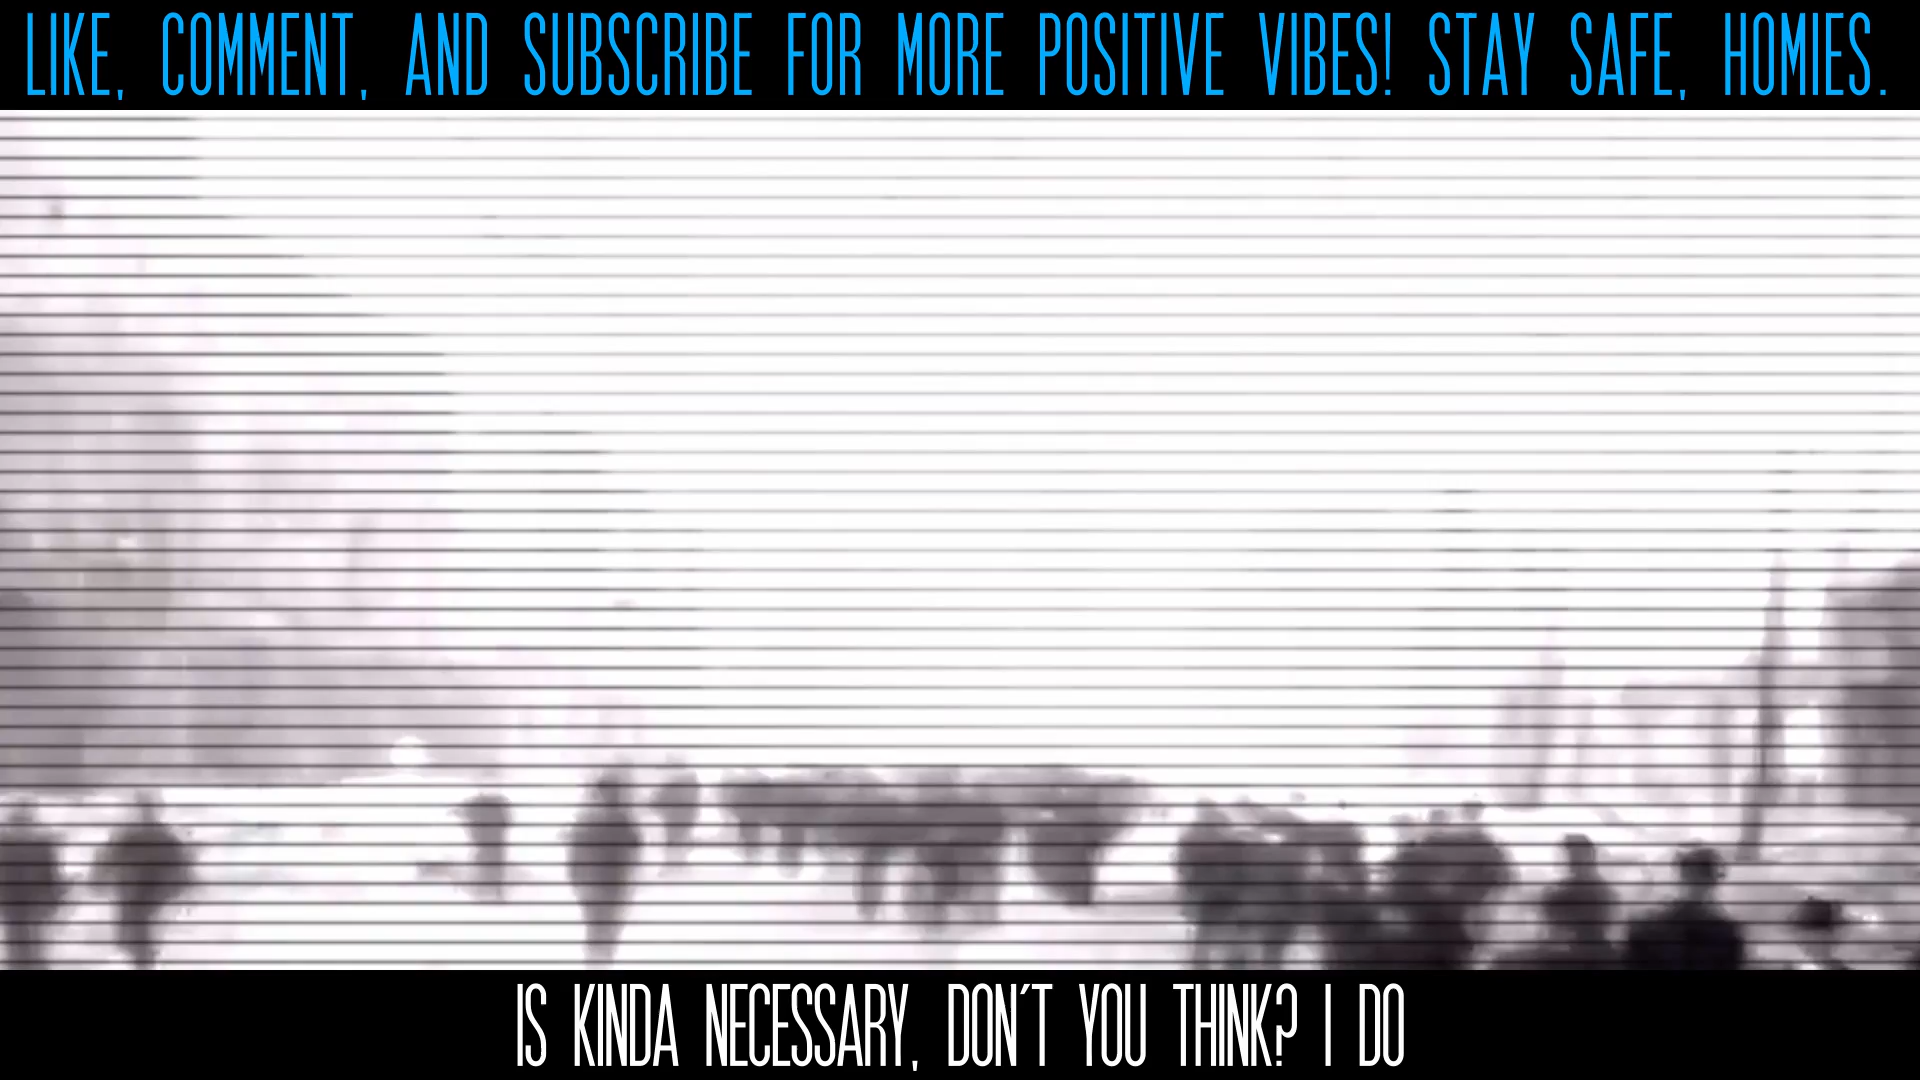 LIKE, COMMENT, AND SUBSCRIBE FOR MORE POSITIVE VIBES! STAY SAFE, HOMIES.
IS KINDA NECESSARY, DON'T YOU THINK? I DO